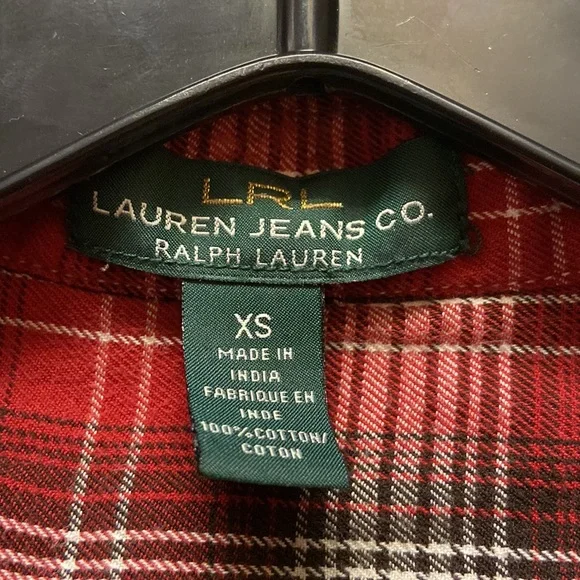 LRL
LAUREN JEANS CO.
RALPH LAUREN
XS
MADE IN
INDIA
FABRIQUE EN
INDE
100% COTTON/
COTON